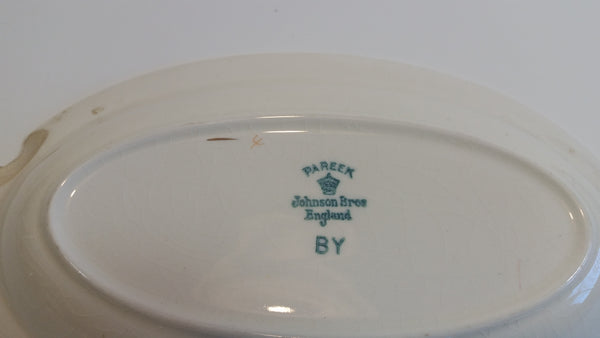 PAREEK
Johnson Bros
England
BY